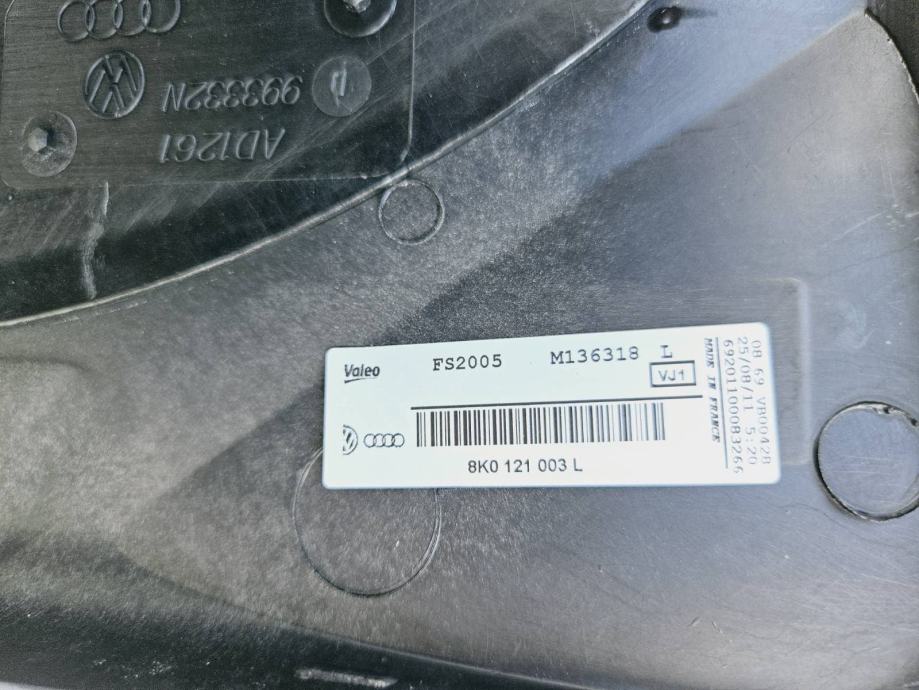 AD1261
993332N
Valeo
FS2005
M136318
L
VJ1
8K0 121 003 L
MADE IN FRANCE
08 69 VB0042B
25/08/11 5:20
69201100083266